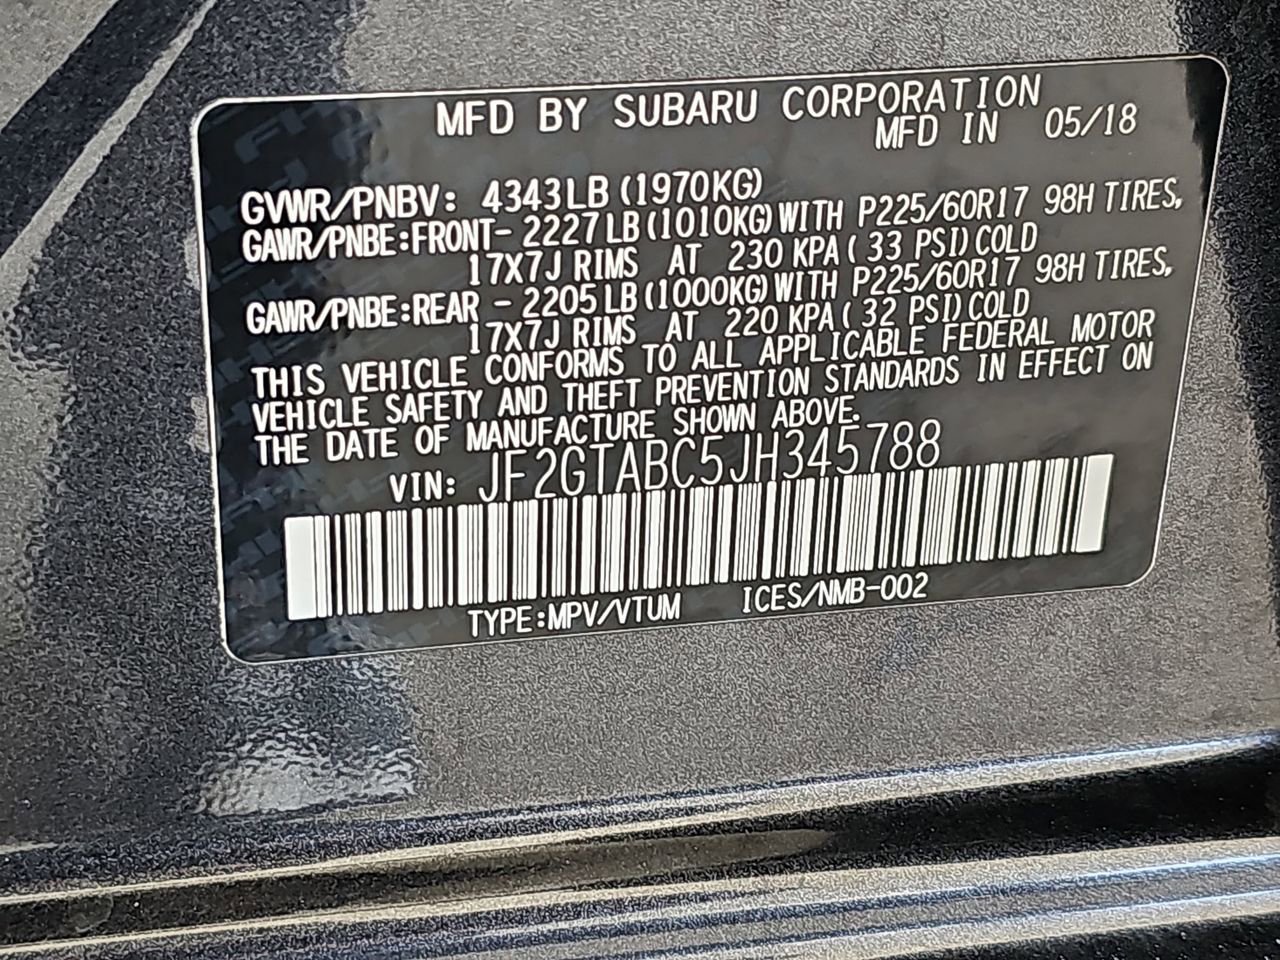 MFD BY SUBARU CORPORATION
MFD IN 05/18
GVWR/PNBV: 4343LB (1970KG)
GAWR/PNBE:FRONT- 2227LB(1010KG)WITH P225/60R17 98H TIRES,
17X7J RIMS AT 230 KPA( 33 PSI)COLD
GAWR/PNBE:REAR - 2205LB(1000KG)WITH P225/60R17 98H TIRES,
17X7J RIMS AT 220 KPA( 32 PSI)COLD
THIS VEHICLE CONFORMS TO ALL APPLICABLE FEDERAL MOTOR
VEHICLE SAFETY AND THEFT PREVENTION STANDARDS IN EFFECT ON
THE DATE OF MANUFACTURE SHOWN ABOVE.
VIN: JF2GTABC5JH345788
TYPE:MPV/VTUM ICES/NMB-002